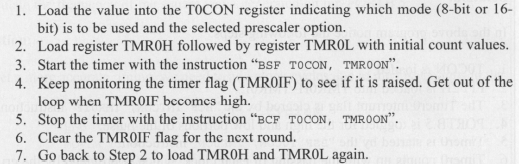 1. Load the value into the T0CON register indicating which mode (8-bit or 16-
bit) is to be used and the selected prescaler option.
2. Load register TMR0H followed by register TMR0L with initial count values.
3. Start the timer with the instruction "BSF T0CON, TMR0ON".
4. Keep monitoring the timer flag (TMR0IF) to see if it is raised. Get out of the
loop when TMR0IF becomes high.
5. Stop the timer with the instruction "BCF T0CON, TMR0ON".
6. Clear the TMR0IF flag for the next round.
7. Go back to Step 2 to load TMR0H and TMR0L again.